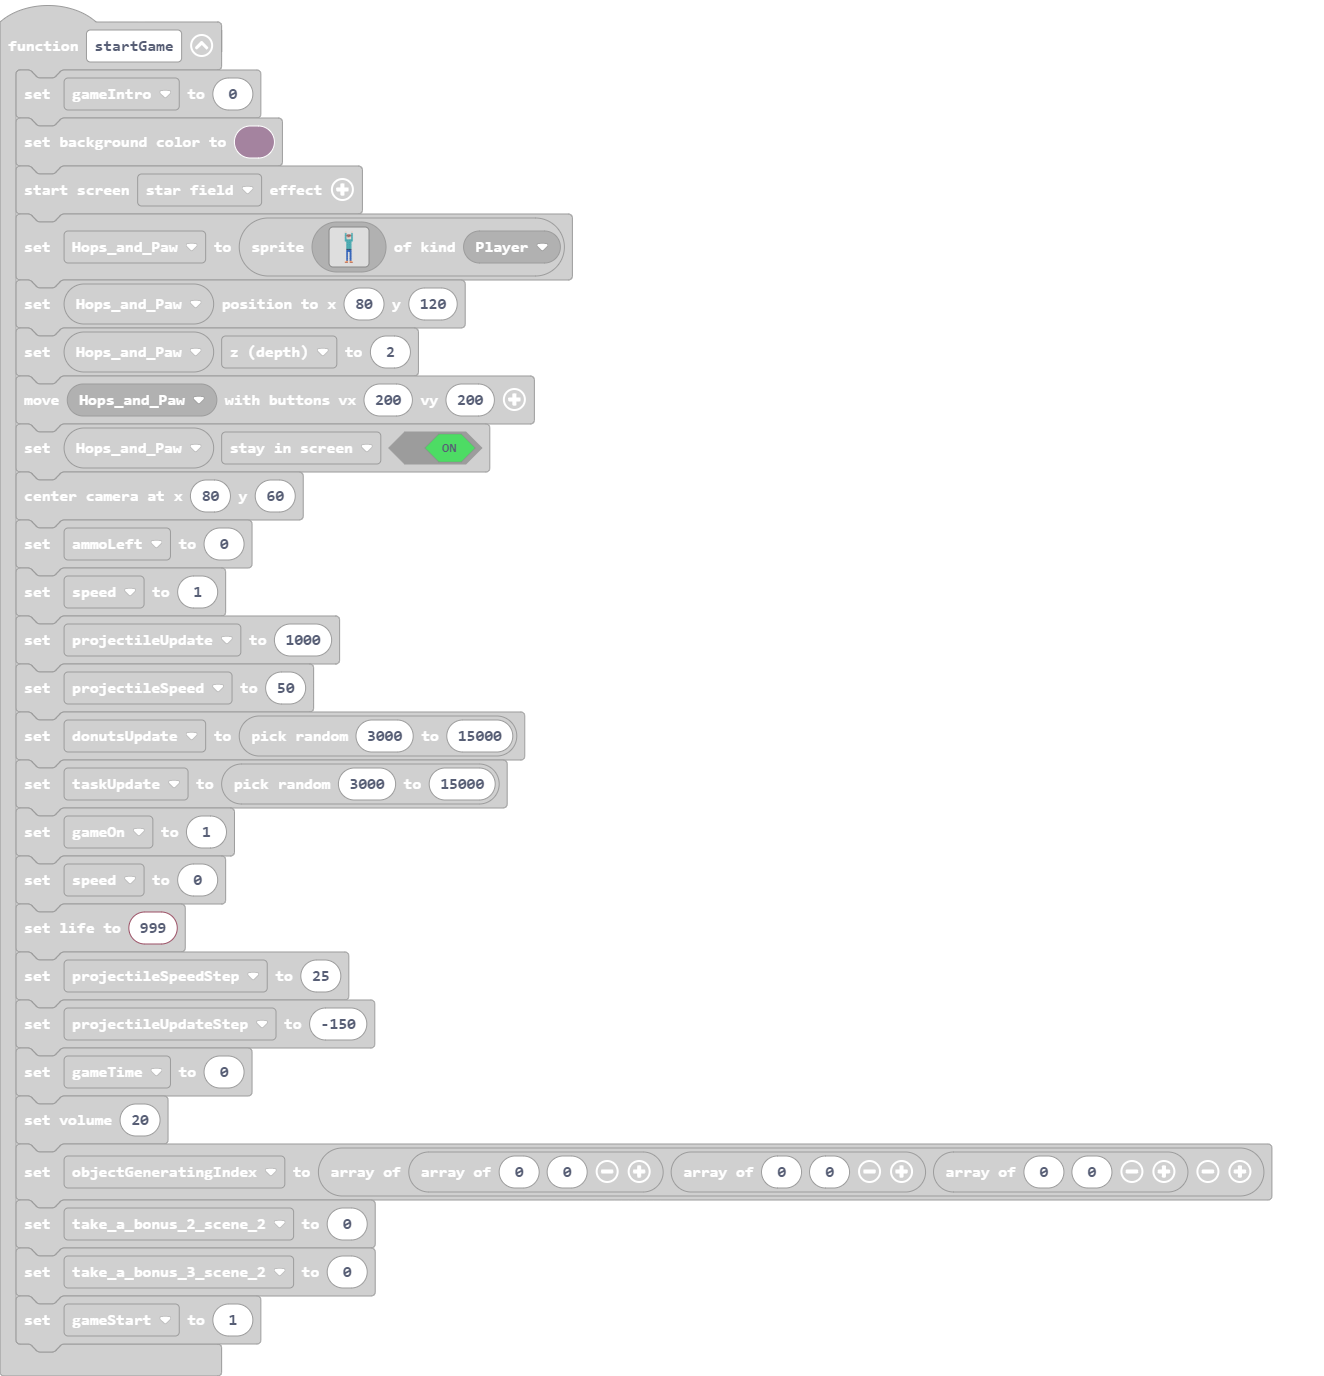 function startGame
set gameIntro to 0
set background color to
start screen star field effect
set Hops_and_Paw to sprite of kind Player
set Hops_and_Paw position to x 80 y 120
set Hops_and_Paw z (depth) to 2
move Hops_and_Paw with buttons vx 200 vy 200
set Hops_and_Paw stay in screen ON
center camera at x 80 y 60
set ammoLeft to 0
set speed to 1
set projectileUpdate to 1000
set projectileSpeed to 50
set donutsUpdate to pick random 3000 to 15000
set taskUpdate to pick random 3000 to 15000
set gameOn to 1
set speed to 0
set life to 999
set projectileSpeedStep to 25
set projectileUpdateStep to -150
set gameTime to 0
set volume 20
set objectGeneratingIndex to array of array of 0 0 array of 0 0 array of 0 0
set take_a_bonus_2_scene_2 to 0
set take_a_bonus_3_scene_2 to 0
set gameStart to 1